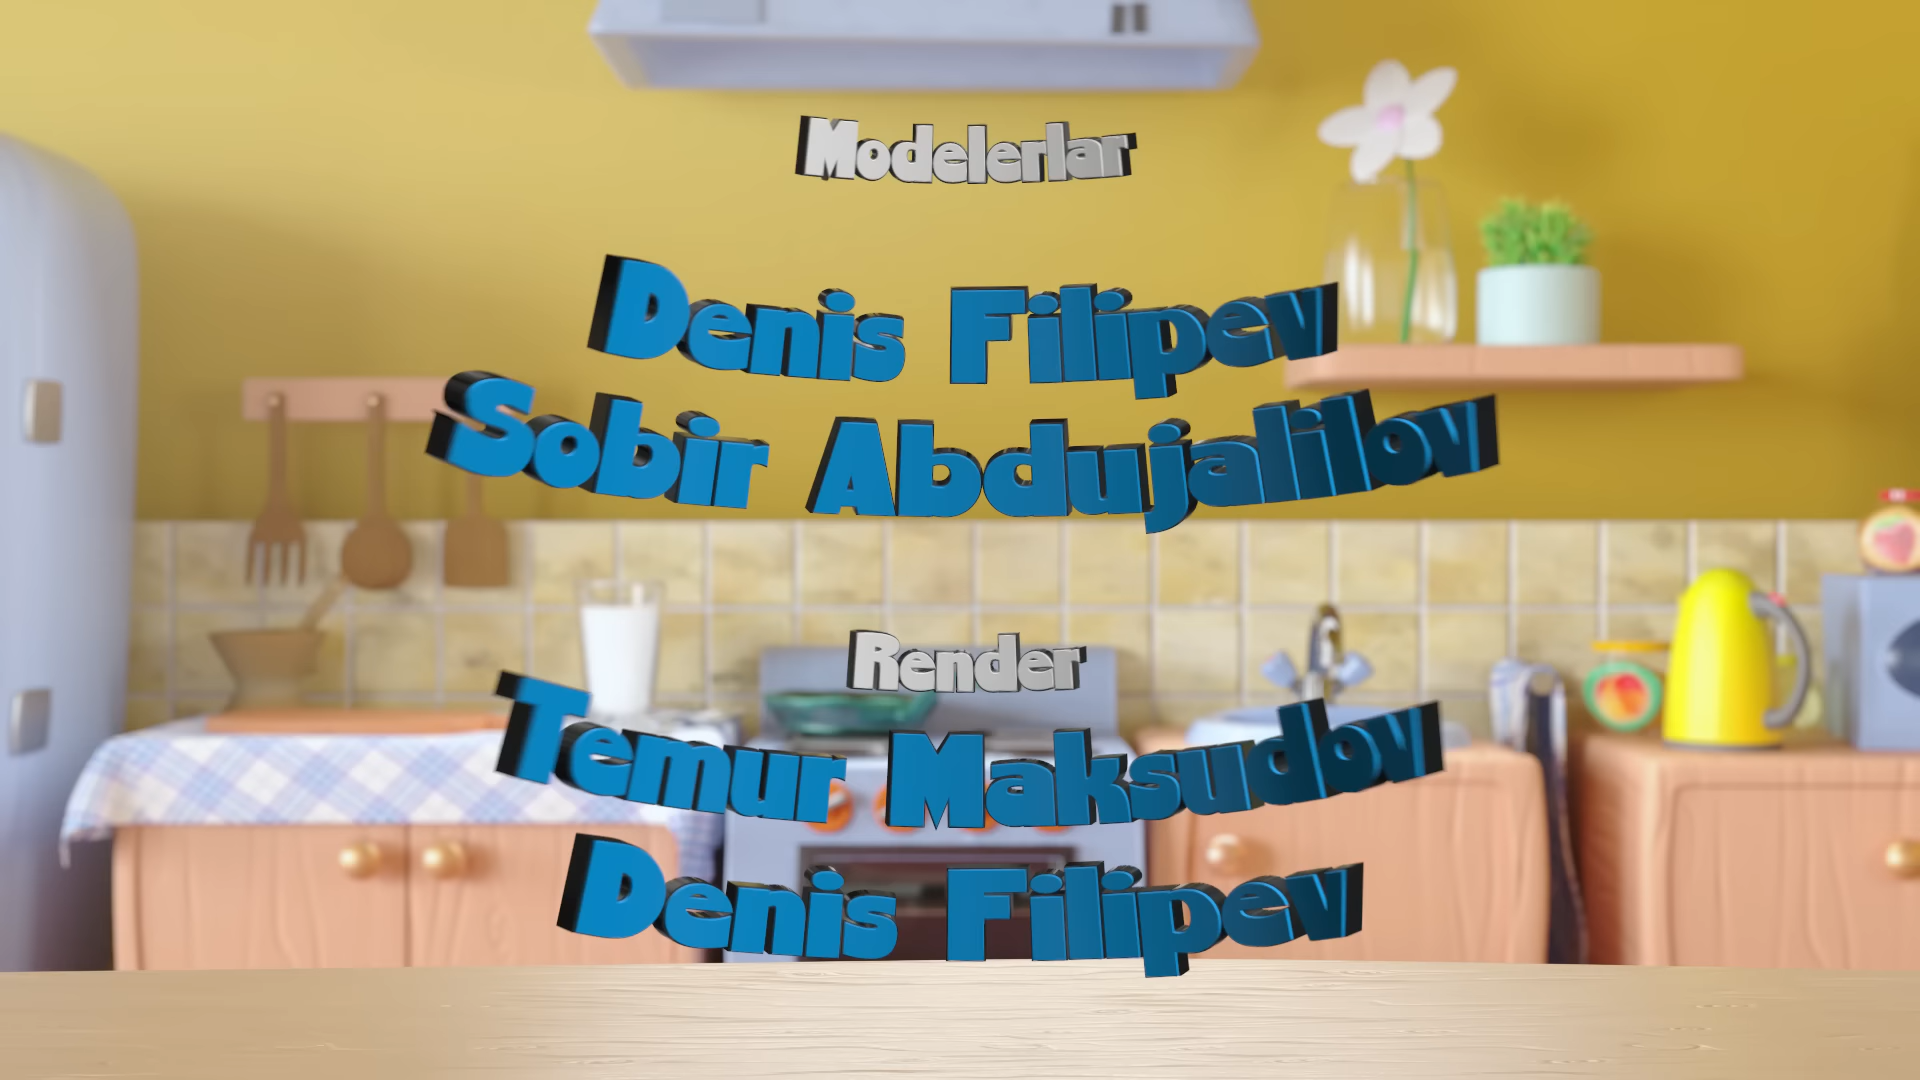 Modelerlar
Denis Filipev
Sobir Abdujalilov
Render
Temur Maksudov
Denis Filipev